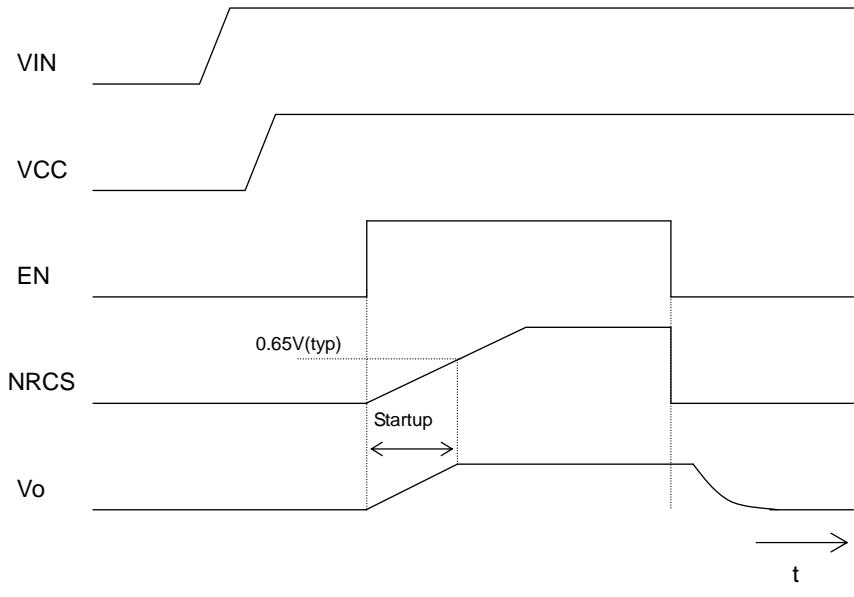 VIN
VCC
EN
0.65V(typ)
NRCS
Startup
Vo
t